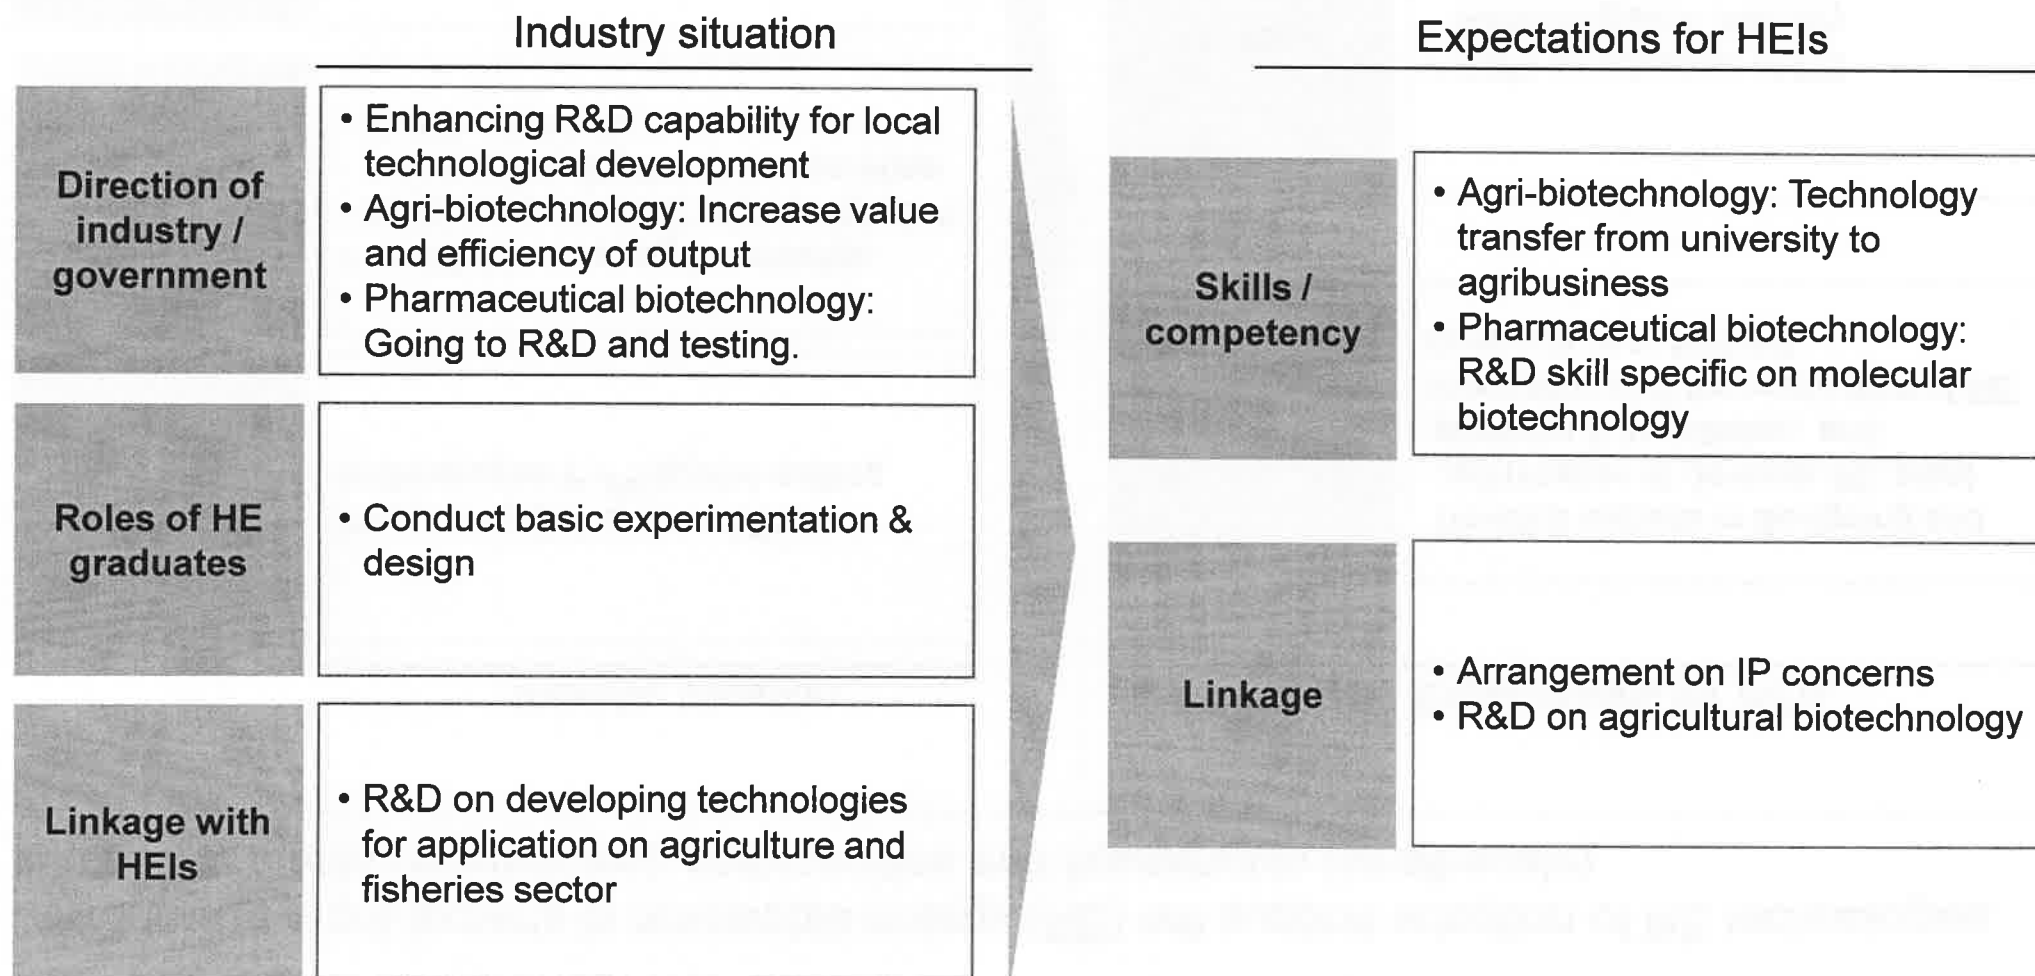 Industry situation
Direction of
industry /
government
• Enhancing R&D capability for local
technological development
• Agri-biotechnology: Increase value
and efficiency of output
• Pharmaceutical biotechnology:
Going to R&D and testing.
Roles of HE
graduates
• Conduct basic experimentation &
design
Linkage with
HEIs
• R&D on developing technologies
for application on agriculture and
fisheries sector
Expectations for HEIs
Skills /
competency
• Agri-biotechnology: Technology
transfer from university to
agribusiness
• Pharmaceutical biotechnology:
R&D skill specific on molecular
biotechnology
Linkage
• Arrangement on IP concerns
• R&D on agricultural biotechnology